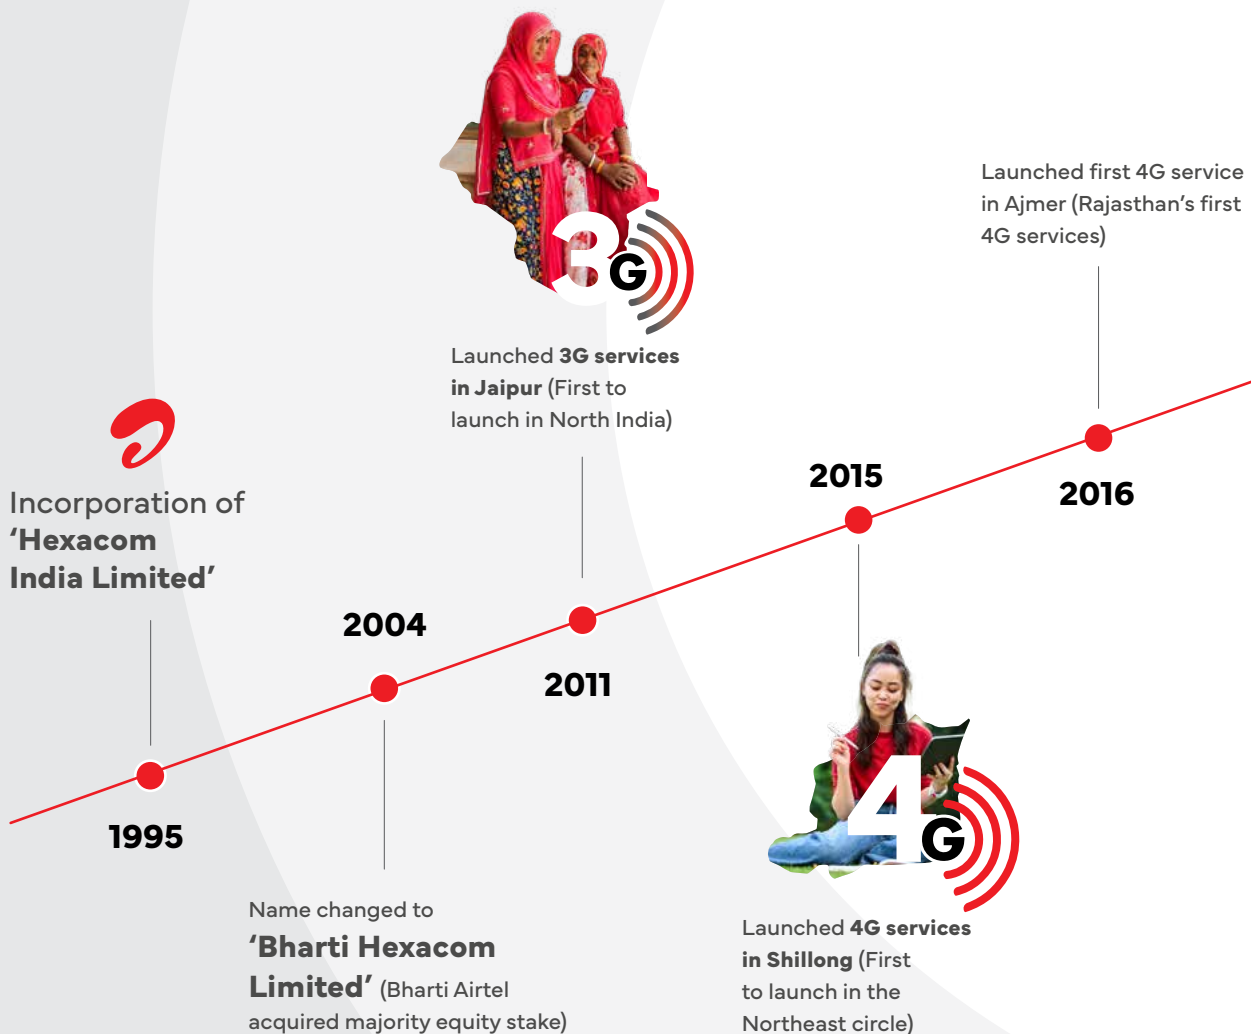 Incorporation of
‘Hexacom
India Limited’
1995
2004
Name changed to
‘Bharti Hexacom
Limited’ (Bharti Airtel
acquired majority equity stake)
3G
Launched 3G services
in Jaipur (First to
launch in North India)
2011
2015
4G
Launched 4G services
in Shillong (First
to launch in the
Northeast circle)
Launched first 4G service
in Ajmer (Rajasthan’s first
4G services)
2016